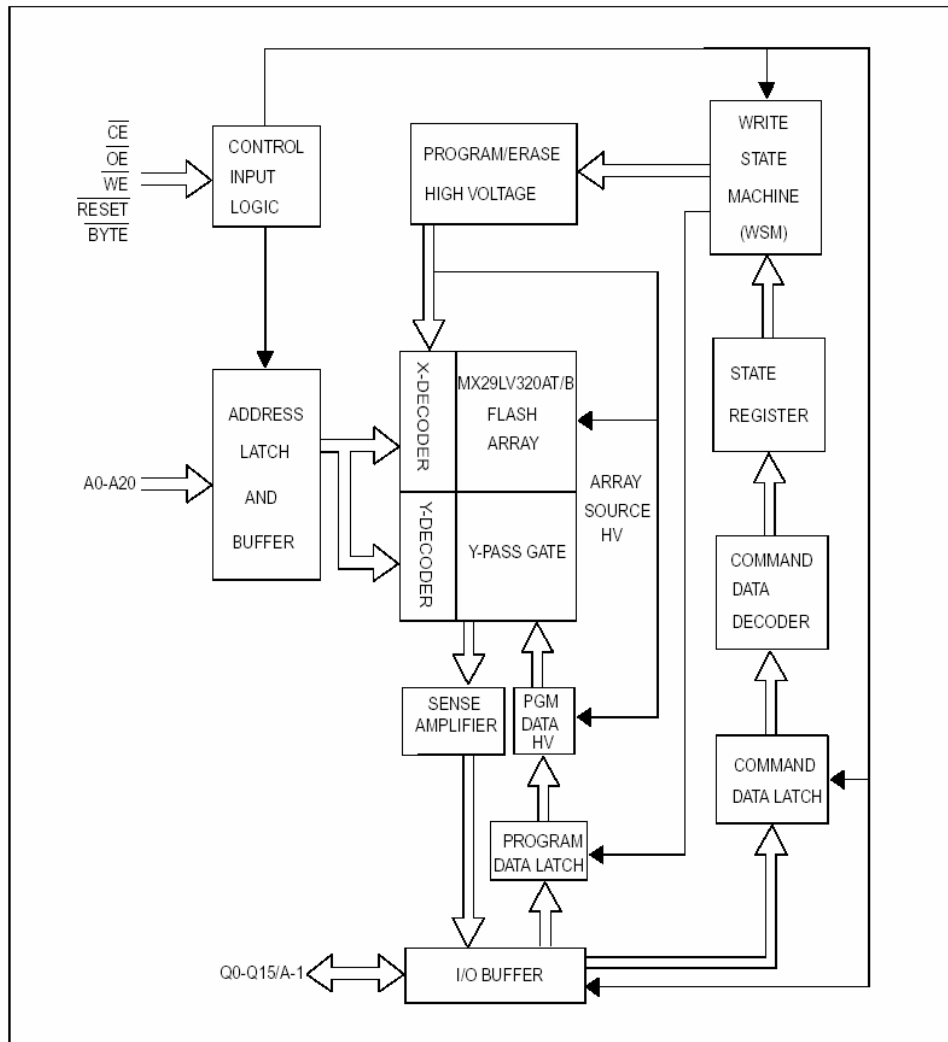 CE
OE
WE
RESET
BYTE
CONTROL
INPUT
LOGIC
PROGRAM/ERASE
HIGH VOLTAGE
WRITE
STATE
MACHINE
(WSM)
A0-A20
ADDRESS
LATCH
AND
BUFFER
X-DECODER
MX29LV320AT/B
FLASH
ARRAY
Y-DECODER
Y-PASS GATE
ARRAY
SOURCE
HV
STATE
REGISTER
COMMAND
DATA
DECODER
SENSE
AMPLIFIER
PGM
DATA
HV
COMMAND
DATA LATCH
PROGRAM
DATA LATCH
Q0-Q15/A-1
I/O BUFFER